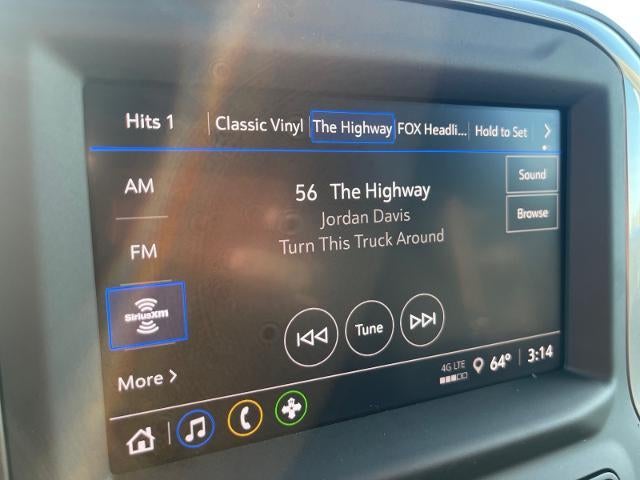 Hits 1 Classic Vinyl The Highway FOX Headli... Hold to Set
AM
FM
SiriusXM
More
56 The Highway
Jordan Davis
Turn This Truck Around
Sound
Browse
Tune
4G LTE
64° 3:14